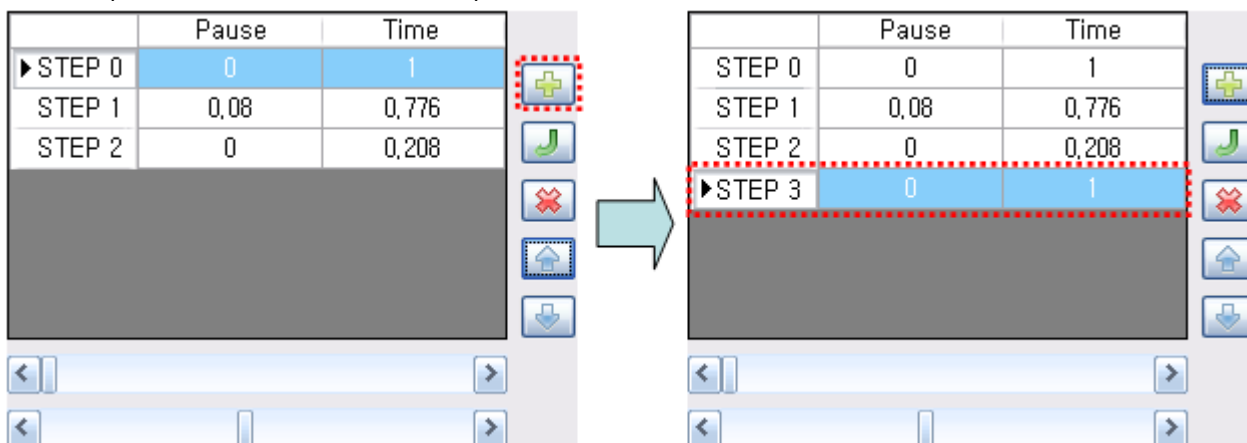 Pause Time
STEP 0 0 1
STEP 1 0,08 0,776
STEP 2 0 0,208
Pause Time
STEP 0 0 1
STEP 1 0,08 0,776
STEP 2 0 0,208
STEP 3 0 1